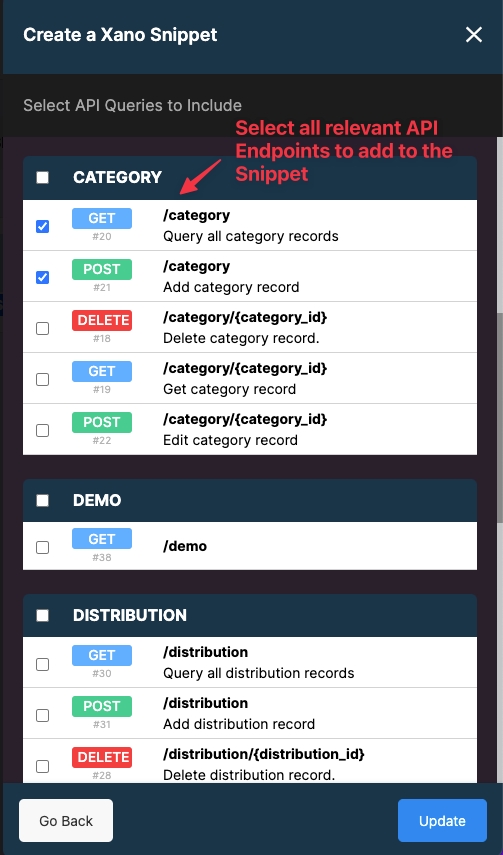 Create a Xano Snippet
Select API Queries to Include
Select all relevant API
Endpoints to add to the
Snippet
CATEGORY
GET /category
#20 Query all category records
POST /category
#21 Add category record
DELETE /category/{category_id}
#18 Delete category record.
GET /category/{category_id}
#19 Get category record
POST /category/{category_id}
#22 Edit category record
DEMO
GET
/demo
#38
DISTRIBUTION
GET /distribution
#30 Query all distribution records
POST /distribution
#31 Add distribution record
DELETE /distribution/{distribution_id}
#28 Delete distribution record.
Go Back Update